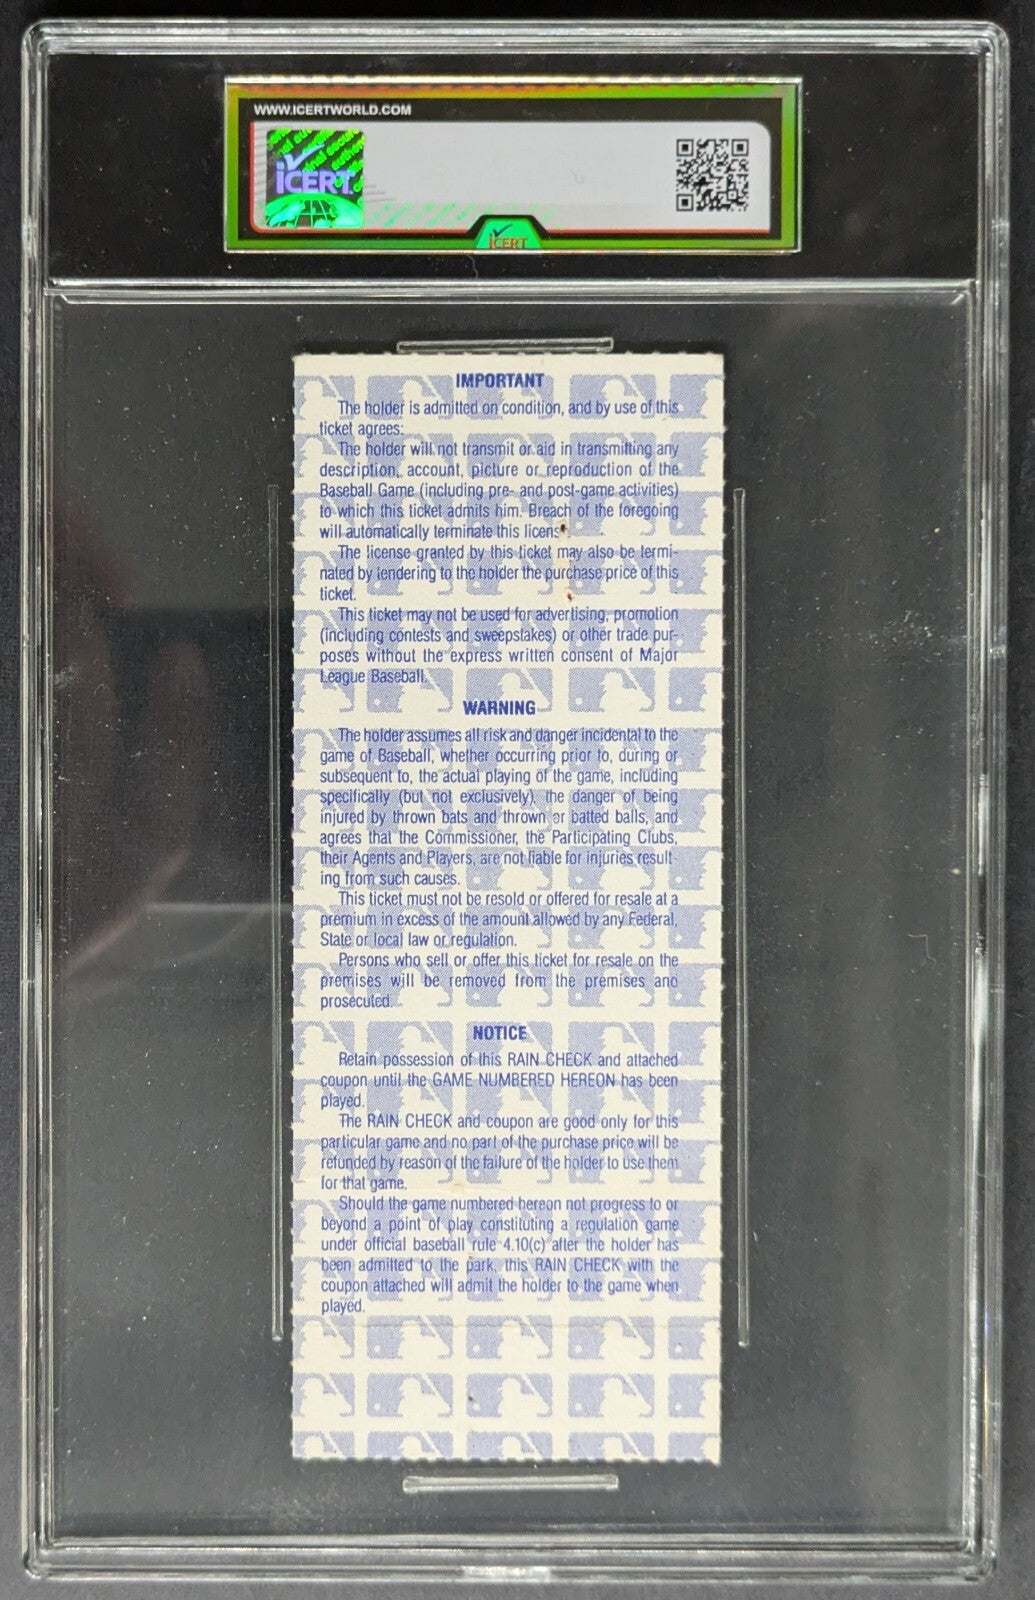 WWW.ICERTWORLD.COM
iCERT
iCERT
IMPORTANT
The holder is admitted on condition, and by use of this
ticket agrees:
The holder will not transmit or aid in transmitting any
description, account, picture or reproduction of the
Baseball Game (including pre- and post-game activities)
to which this ticket admits him. Breach of the foregoing
will automatically terminate this licens
The license granted by this ticket may also be termi-
nated by tendering to the holder the purchase price of this
ticket.
This ticket may not be used for advertising, promotion
(including contests and sweepstakes) or other trade pur-
poses without the express written consent of Major
League Baseball.
WARNING
The holder assumes all risk and danger incidental to the
game of Baseball, whether occurring prior to, during or
subsequent to, the actual playing of the game, including
specifically (but not exclusively), the danger of being
injured by thrown bats and thrown or batted balls, and
agrees that the Commissioner, the Participating Clubs,
their Agents and Players, are not liable for injuries result-
ing from such causes.
This ticket must not be resold or offered for resale at a
premium in excess of the amount allowed by any Federal,
State or local law or regulation.
Persons who sell or offer this ticket for resale on the
premises will be removed from the premises and
prosecuted.
NOTICE
Retain possession of this RAIN CHECK and attached
coupon until the GAME NUMBERED HEREON has been
played.
The RAIN CHECK and coupon are good only for this
particular game and no part of the purchase price will be
refunded by reason of the failure of the holder to use them
for that game.
Should the game numbered hereon not progress to or
beyond a point of play constituting a regulation game
under official baseball rule 4.10(c) after the holder has
been admitted to the park, this RAIN CHECK with the
coupon attached will admit the holder to the game when
played.